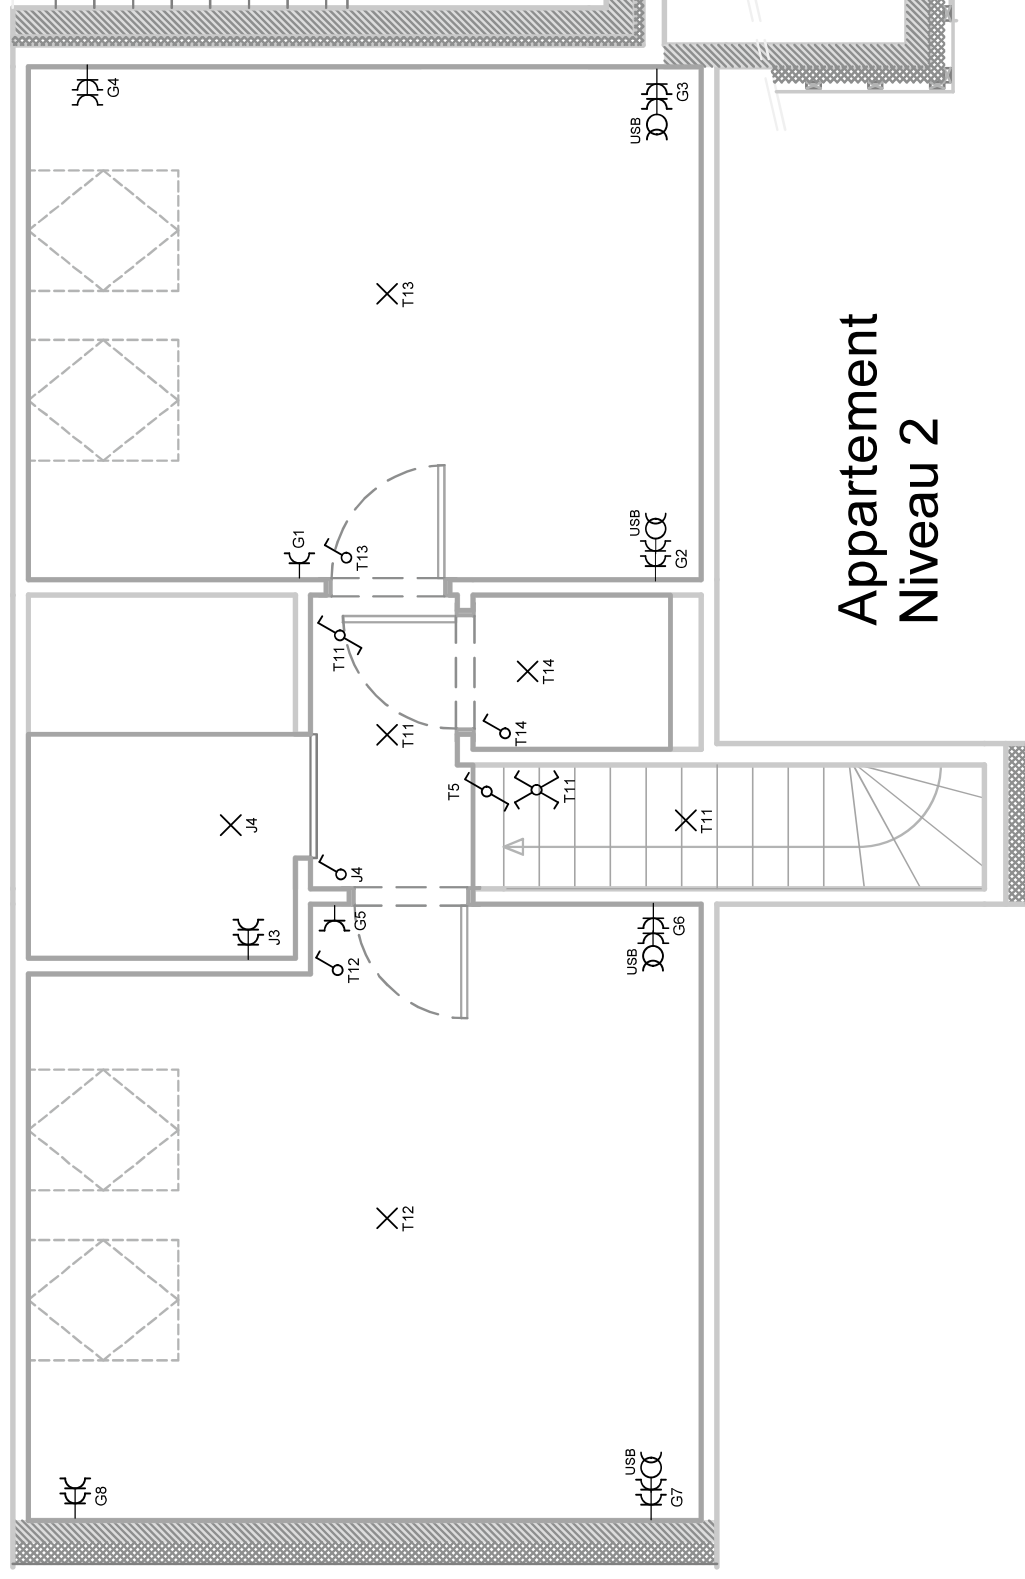 G4
G3
USB
T13
G1
T13
USB
G2
T11
T14
T11
T14
T5
T11
T11
J4
J4
J3
G5
T12
G6
USB
T12
G8
USB
G7
Appartement
Niveau 2